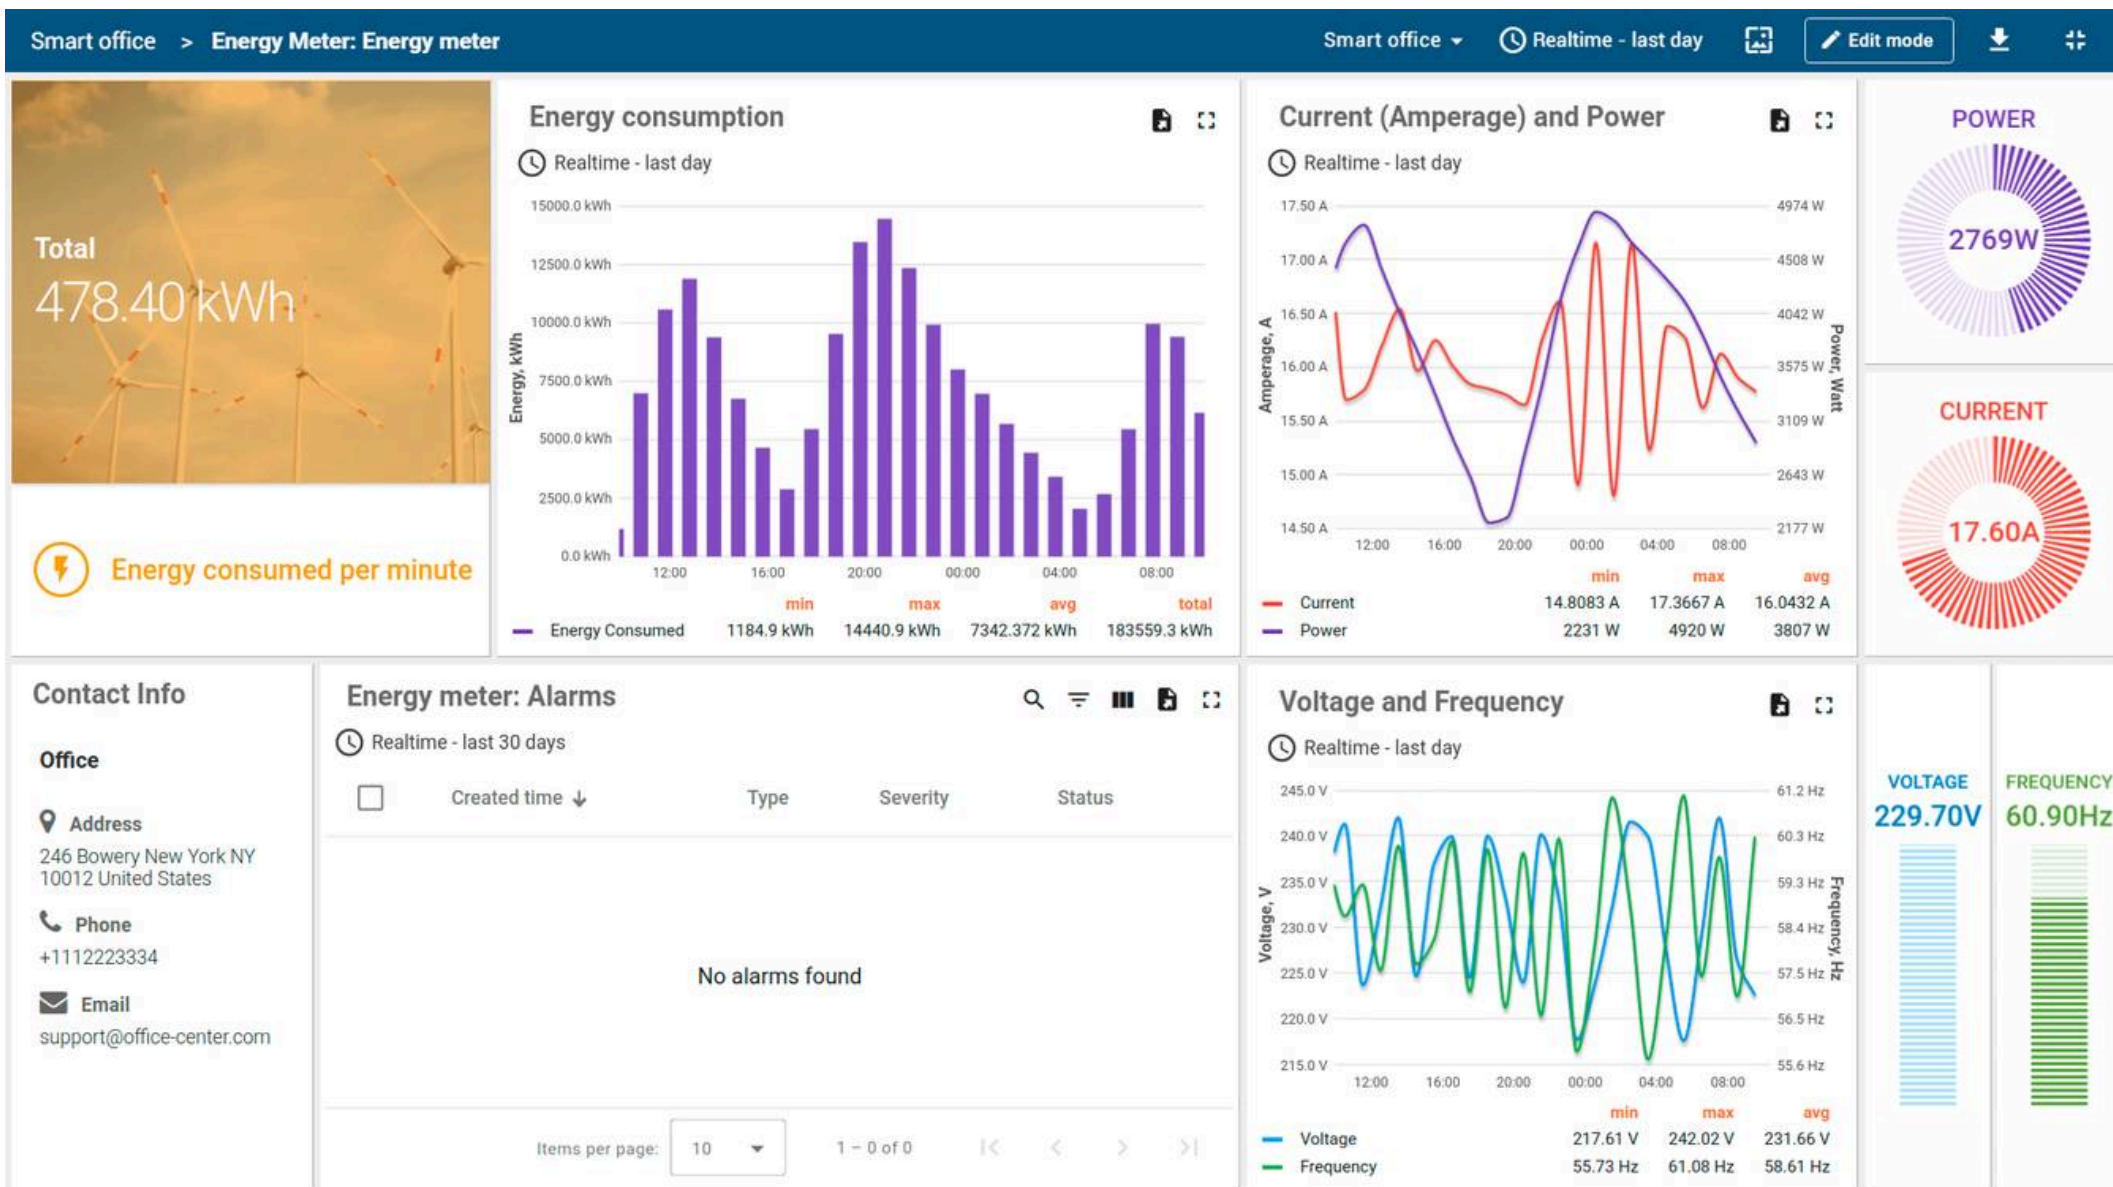 Smart office > Energy Meter: Energy meter
Smart office
Realtime - last day
Edit mode
Total
478.40 kWh
Energy consumed per minute
Energy consumption
Realtime - last day
15000.0 kWh
12500.0 kWh
10000.0 kWh
7500.0 kWh
5000.0 kWh
2500.0 kWh
0.0 kWh
Energy, kWh
12:00 16:00 20:00 00:00 04:00 08:00
min max avg total
Energy Consumed 1184.9 kWh 14440.9 kWh 7342.372 kWh 183559.3 kWh
Current (Amperage) and Power
Realtime - last day
17.50 A 4974 W
17.00 A 4508 W
16.50 A 4042 W
16.00 A 3575 W
15.50 A 3109 W
15.00 A 2643 W
14.50 A 2177 W
Amperage, A
Power, Watt
12:00 16:00 20:00 00:00 04:00 08:00
min max avg
Current 14.8083 A 17.3667 A 16.0432 A
Power 2231 W 4920 W 3807 W
POWER
2769W
CURRENT
17.60A
Contact Info
Office
Address
246 Bowery New York NY
10012 United States
Phone
+1112223334
Email
support@office-center.com
Energy meter: Alarms
Realtime - last 30 days
Created time Type Severity Status
No alarms found
Items per page: 10 1 – 0 of 0
Voltage and Frequency
Realtime - last day
245.0 V 61.2 Hz
240.0 V 60.3 Hz
235.0 V 59.3 Hz
230.0 V 58.4 Hz
225.0 V 57.5 Hz
220.0 V 56.5 Hz
215.0 V 55.6 Hz
Voltage, V
Frequency, Hz
12:00 16:00 20:00 00:00 04:00 08:00
min max avg
Voltage 217.61 V 242.02 V 231.66 V
Frequency 55.73 Hz 61.08 Hz 58.61 Hz
VOLTAGE
229.70V
FREQUENCY
60.90Hz